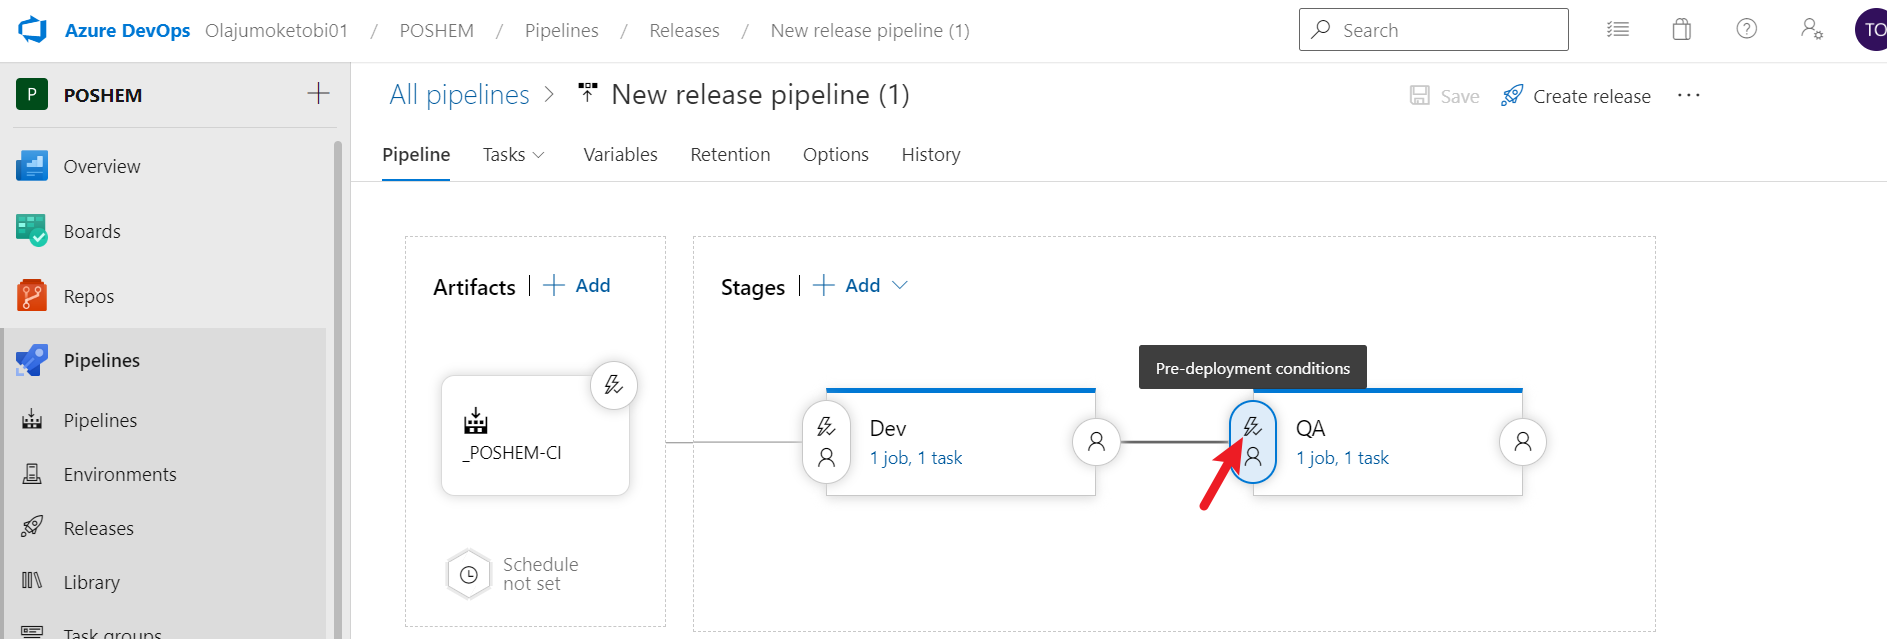 Azure DevOps Olajumoketobi01 / POSHEM / Pipelines / Releases / New release pipeline (1) Search TO
P POSHEM
All pipelines > New release pipeline (1) Save Create release ...
Pipeline Tasks Variables Retention Options History
Overview
Boards
Repos
Pipelines
Pipelines
Environments
Releases
Library
Task groups
Artifacts | + Add
_POSHEM-CI
Schedule
not set
Stages | + Add
Pre-deployment conditions
Dev
1 job, 1 task
QA
1 job, 1 task